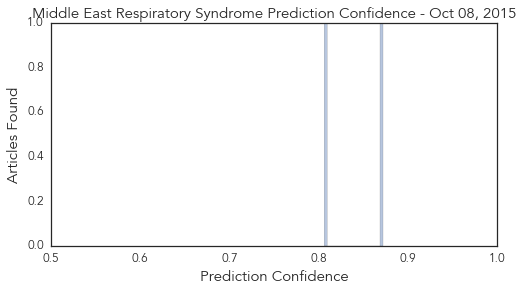 Middle East Respiratory Syndrome Prediction Confidence - Oct 08, 2015
1.0
0.8
0.6
0.4
0.2
0.0
Articles Found
0.5 0.6 0.7 0.8 0.9 1.0
Prediction Confidence